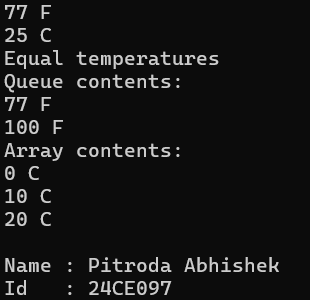 77 F
25 C
Equal temperatures
Queue contents:
77 F
100 F
Array contents:
0 C
10 C
20 C
Name : Pitroda Abhishek
Id   : 24CE097